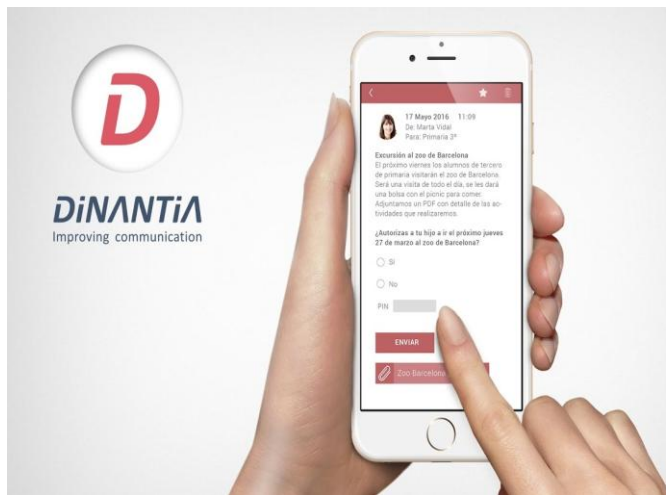 D
DiNANTiA
Improving communication
17 Mayo 2016 11:09
De: Marta Vidal
Para: Primaria 2ª
Excursión al zoo de Barcelona
El próximo viernes los alumnos de tercero
de primaria visitarán el zoo de Barcelona.
Será una visita de todo el día, se les dará
una bolsa con el picnic para comer.
Adjuntamos un PDF con detalle de las ac-
tividades que realizaremos.
¿Autorizas a tu hijo a ir el próximo jueves
27 de marzo al zoo de Barcelona?
Sí
No
PIN
ENVIAR
Zoo Barcelona